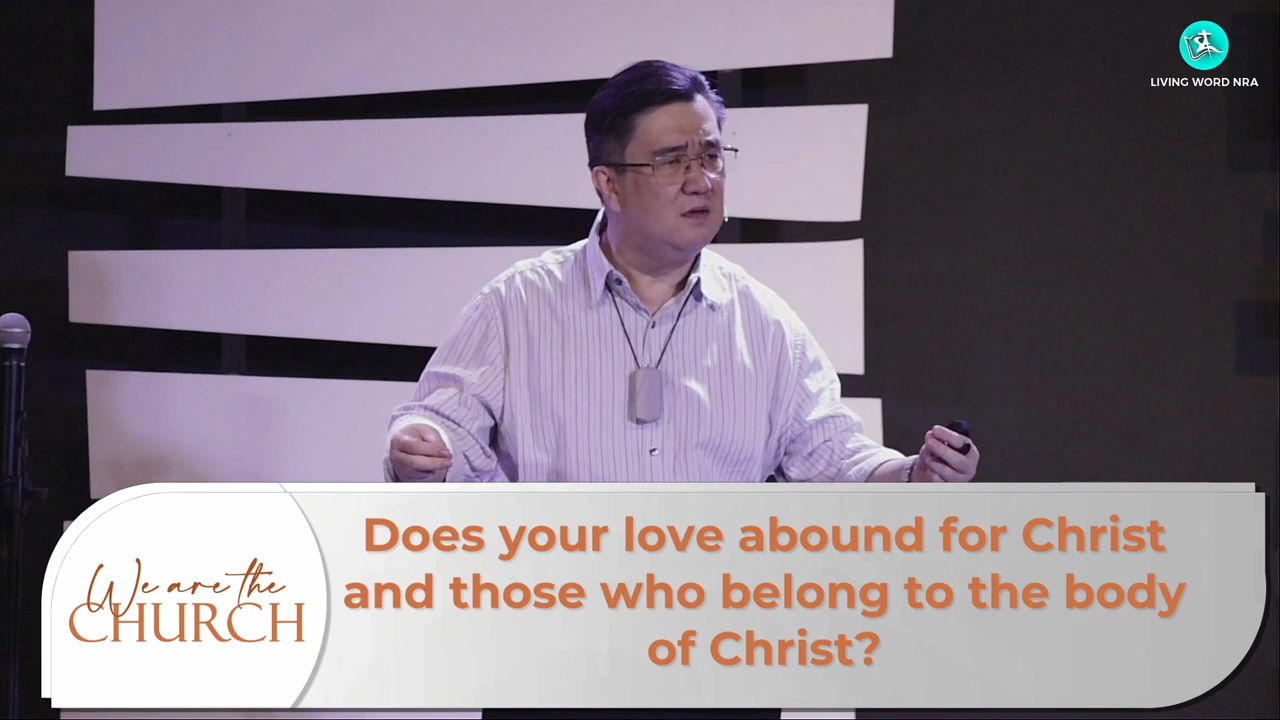 LIVING WORD NRA
We are the
CHURCH
Does your love abound for Christ
and those who belong to the body
of Christ?